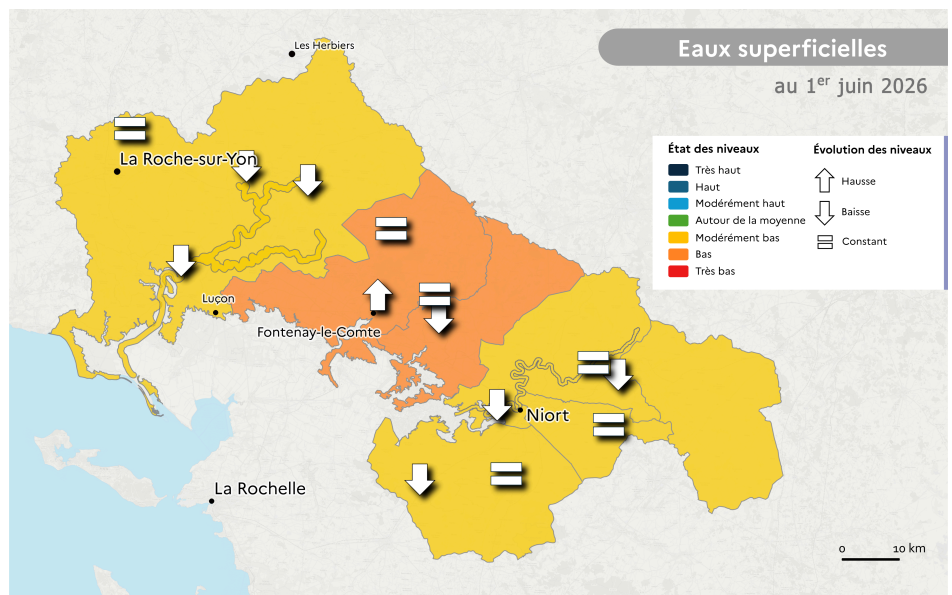 Les Herbiers
Eaux superficielles
au 1er juin 2026
La Roche-sur-Yon
État des niveaux
Très haut
Haut
Modérément haut
Autour de la moyenne
Modérément bas
Bas
Très bas
Évolution des niveaux
Hausse
Baisse
Constant
Luçon
Fontenay-le-Comte
Niort
La Rochelle
0 10 km